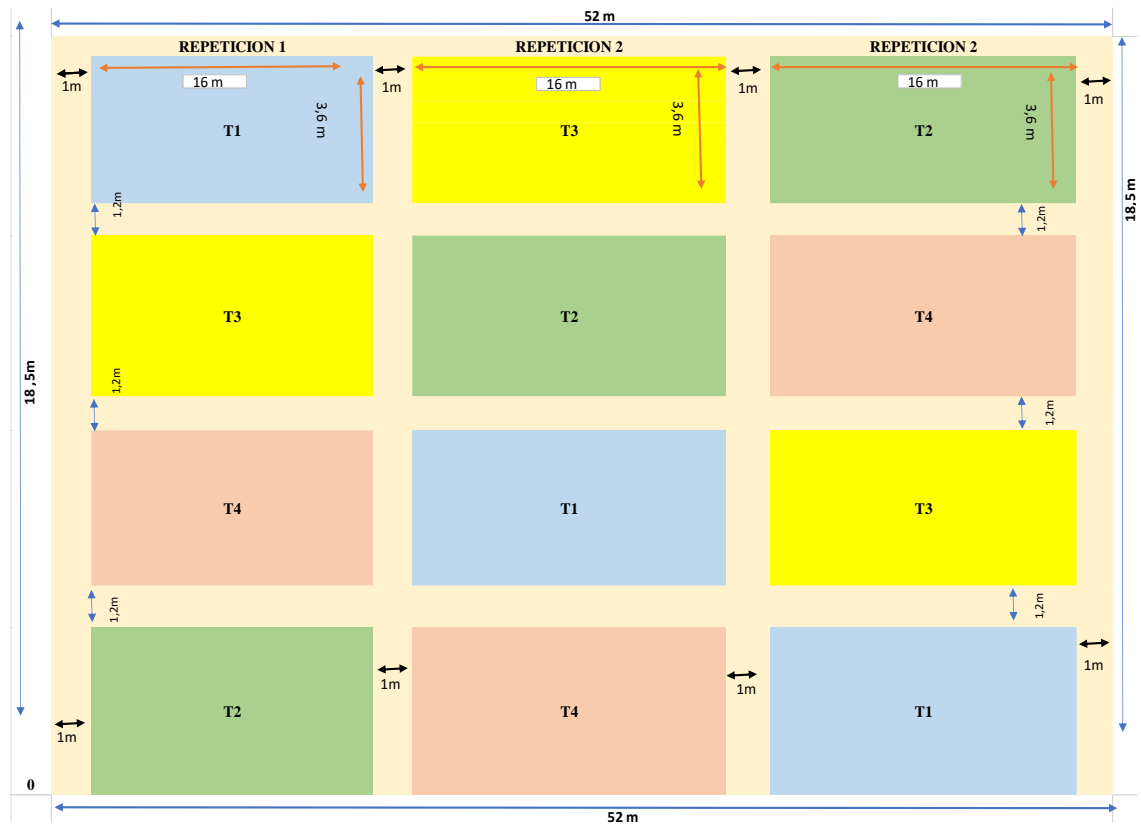 52 m
REPETICION 1
REPETICION 2
REPETICION 2
1m
16 m
1m
16 m
1m
16 m
1m
3,6 m
3,6 m
3,6 m
T1
T3
T2
1,2m
1,2m
18,5m
T3
T2
T4
1,2m
1,2m
18 ,5m
T4
T1
T3
1,2m
1,2m
1m
1m
1m
T2
T4
T1
1m
0
52 m